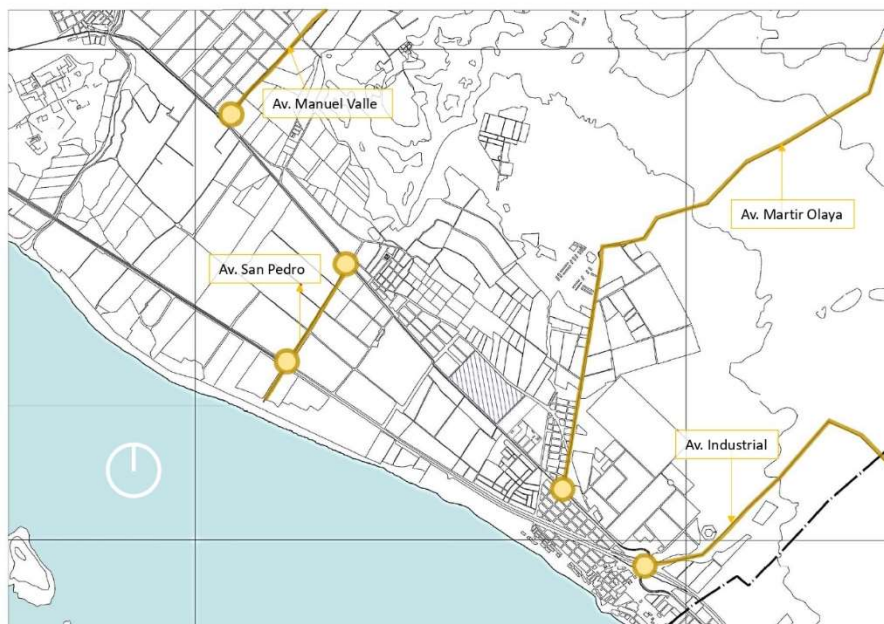 Av. Manuel Valle
Av. Martir Olaya
Av. San Pedro
Av. Industrial